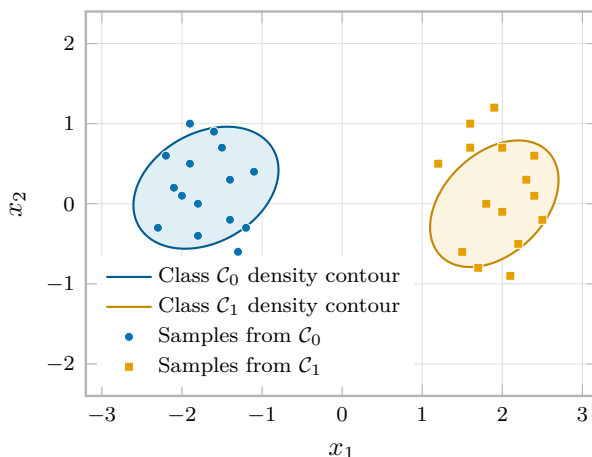 2
1
0
−1
−2
x₂
Class 𝒞₀ density contour
Class 𝒞₁ density contour
Samples from 𝒞₀
Samples from 𝒞₁
−3 −2 −1 0 1 2 3
x₁